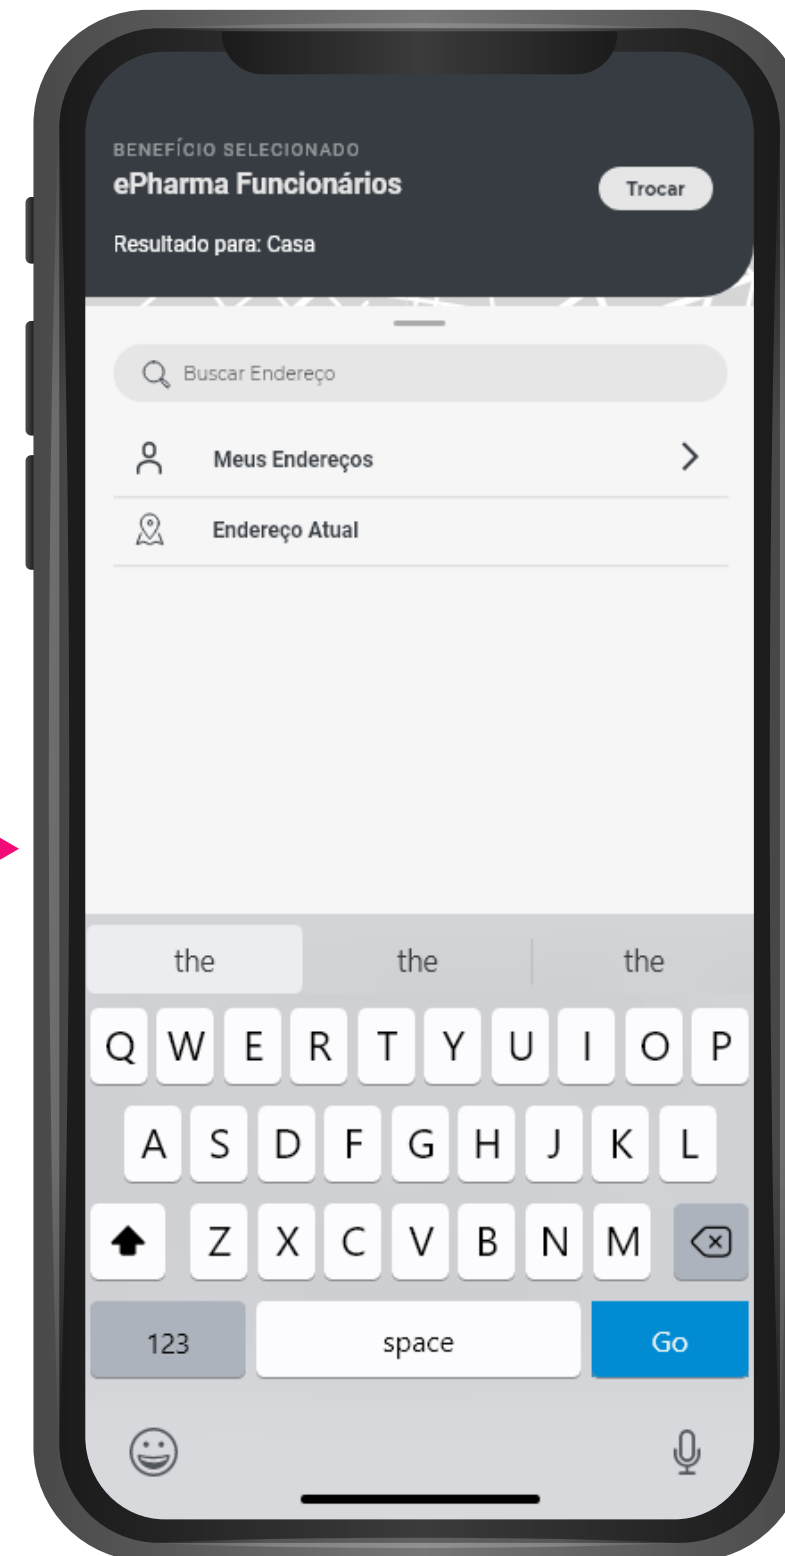 BENEFÍCIO SELECIONADO
ePharma Funcionários
Trocar
Resultado para: Casa
Buscar Endereço
Meus Endereços
Endereço Atual
the the the
Q W E R T Y U I O P
A S D F G H J K L
Z X C V B N M
123 space Go